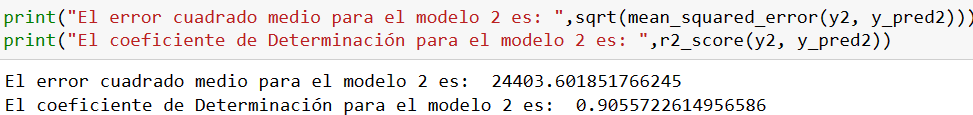 print("El error cuadrado medio para el modelo 2 es: ",sqrt(mean_squared_error(y2, y_pred2)))
print("El coeficiente de Determinación para el modelo 2 es: ",r2_score(y2, y_pred2))
El error cuadrado medio para el modelo 2 es:  24403.601851766245
El coeficiente de Determinación para el modelo 2 es:  0.9055722614956586